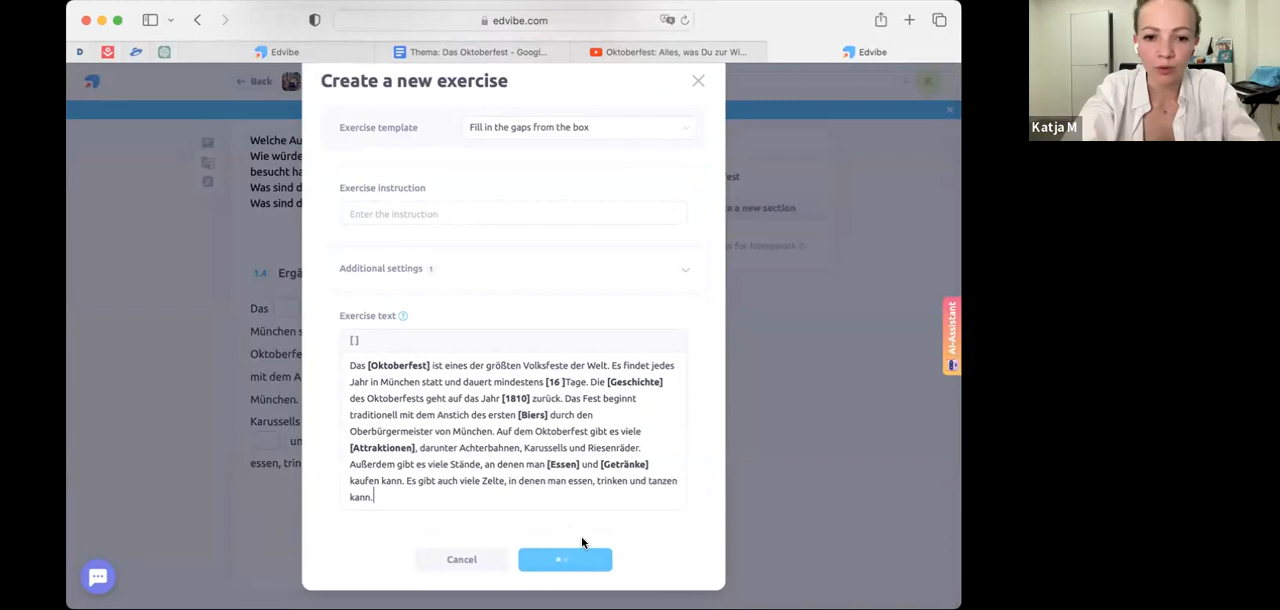 edvibe.com
D
Edvibe
Thema: Das Oktoberfest - Googl...
Oktoberfest: Alles, was Du zur Wi...
Edvibe
Back
K
Create a new exercise
Exercise template
Fill in the gaps from the box
Exercise instruction
Enter the instruction
Additional settings 1
Exercise text ?
[ ]
Das [Oktoberfest] ist eines der größten Volksfeste der Welt. Es findet jedes
Jahr in München statt und dauert mindestens [16 ]Tage. Die [Geschichte]
des Oktoberfests geht auf das Jahr [1810] zurück. Das Fest beginnt
traditionell mit dem Anstich des ersten [Biers] durch den
Oberbürgermeister von München. Auf dem Oktoberfest gibt es viele
[Attraktionen], darunter Achterbahnen, Karussells und Riesenräder.
Außerdem gibt es viele Stände, an denen man [Essen] und [Getränke]
kaufen kann. Es gibt auch viele Zelte, in denen man essen, trinken und tanzen
kann.
Cancel
Welche Au
Wie würde
besucht ha
Was sind d
Was sind d
1.4 Ergä
Das
München s
Oktoberfe
mit dem A
München.
Karussells
un
essen, trin
est
e a new section
s for homework 0
AI-Assistant
Katja M